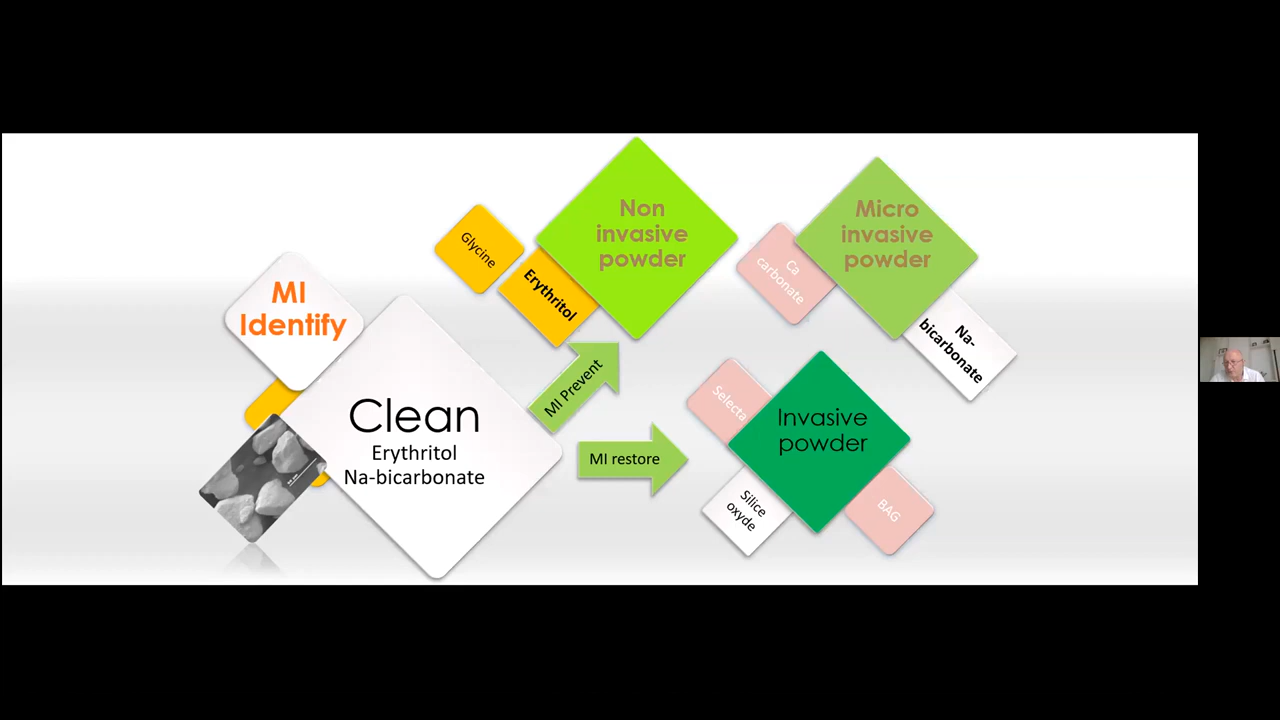 MI
Identify
Clean
Erythritol
Na-bicarbonate
Glycine
Erythritol
Non
invasive
powder
MI Prevent
MI restore
Ca
carbonate
Micro
invasive
powder
Na-
bicarbonate
Selecta
Invasive
powder
Silice
oxyde
BAG